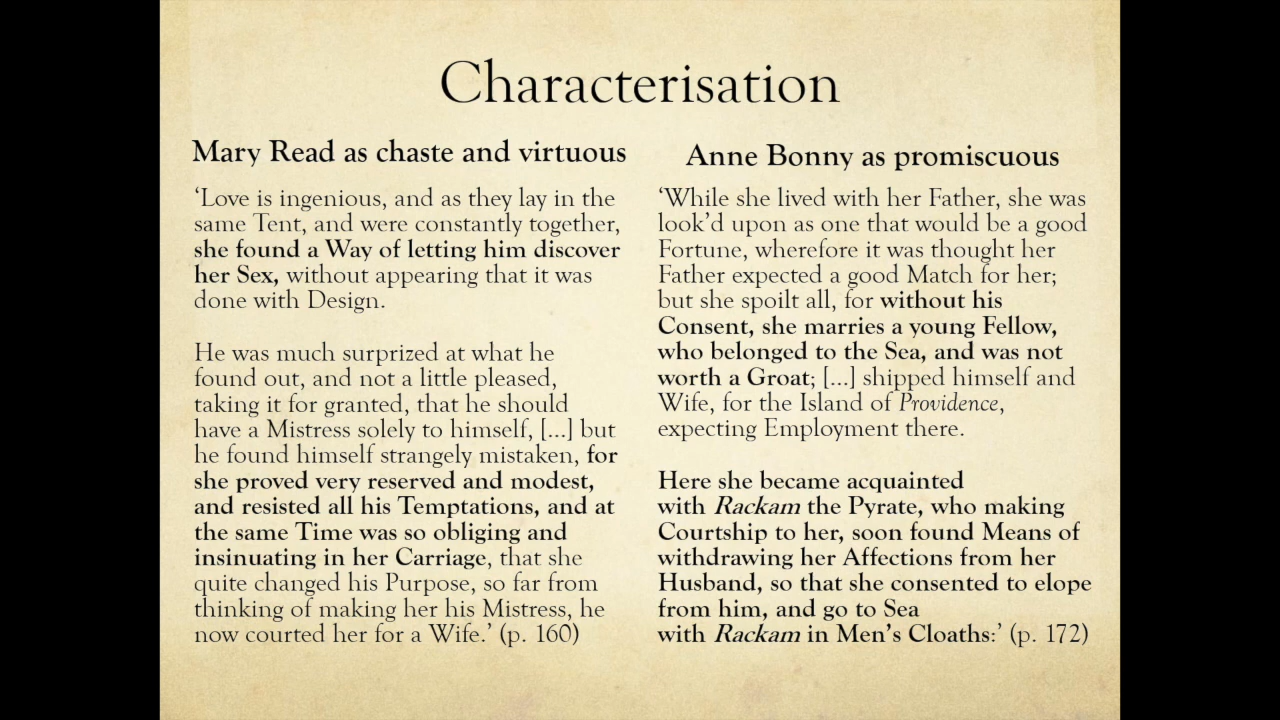 Characterisation
Mary Read as chaste and virtuous
‘Love is ingenious, and as they lay in the
same Tent, and were constantly together,
she found a Way of letting him discover
her Sex, without appearing that it was
done with Design.
He was much surprized at what he
found out, and not a little pleased,
taking it for granted, that he should
have a Mistress solely to himself, [...] but
he found himself strangely mistaken, for
she proved very reserved and modest,
and resisted all his Temptations, and at
the same Time was so obliging and
insinuating in her Carriage, that she
quite changed his Purpose, so far from
thinking of making her his Mistress, he
now courted her for a Wife.’ (p. 160)
Anne Bonny as promiscuous
‘While she lived with her Father, she was
look’d upon as one that would be a good
Fortune, wherefore it was thought her
Father expected a good Match for her;
but she spoilt all, for without his
Consent, she marries a young Fellow,
who belonged to the Sea, and was not
worth a Groat; [...] shipped himself and
Wife, for the Island of Providence,
expecting Employment there.
Here she became acquainted
with Rackam the Pyrate, who making
Courtship to her, soon found Means of
withdrawing her Affections from her
Husband, so that she consented to elope
from him, and go to Sea
with Rackam in Men’s Cloaths:’ (p. 172)